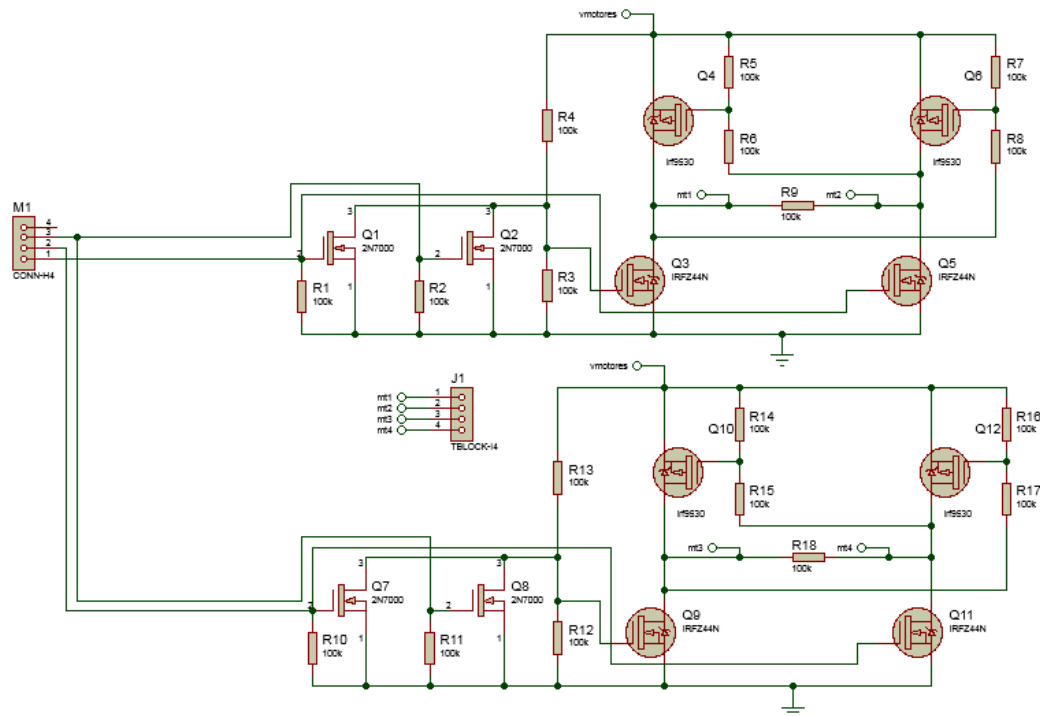 vmotores
R5
100k
R7
100k
Q4
Q6
R4
100k
R6
100k
R8
100k
Irf9530
Irf9530
mt1
R9
mt2
100k
M1
4
3
2
1
CONN-H4
3
Q1
2N7000
2
1
3
Q2
2N7000
2
1
R1
100k
R2
100k
R3
100k
Q3
IRFZ44N
Q5
IRFZ44N
vmotores
J1
mt1
1
mt2
2
mt3
3
mt4
4
TBLOCK-I4
R14
100k
R16
100k
Q10
Q12
R13
100k
R15
100k
R17
100k
Irf9530
Irf9530
mt3
R18
mt4
100k
3
Q7
2N7000
2
1
3
Q8
2N7000
2
1
R10
100k
R11
100k
R12
100k
Q9
IRFZ44N
Q11
IRFZ44N